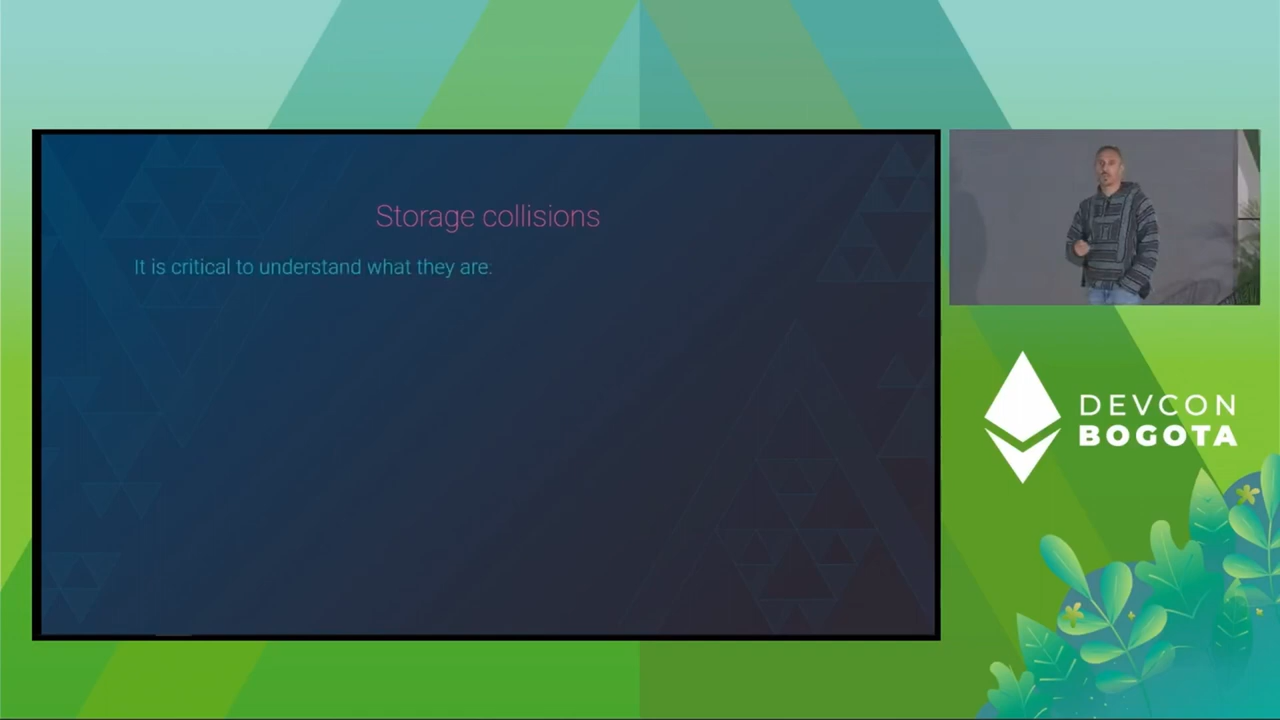 Storage collisions
It is critical to understand what they are:
DEVCON
BOGOTA